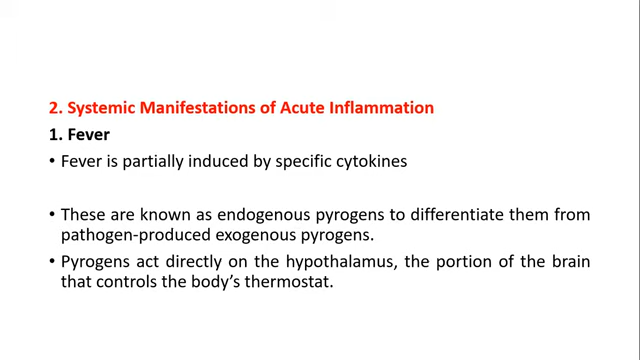 2. Systemic Manifestations of Acute Inflammation
1. Fever
• Fever is partially induced by specific cytokines
• These are known as endogenous pyrogens to differentiate them from
pathogen-produced exogenous pyrogens.
• Pyrogens act directly on the hypothalamus, the portion of the brain
that controls the body’s thermostat.